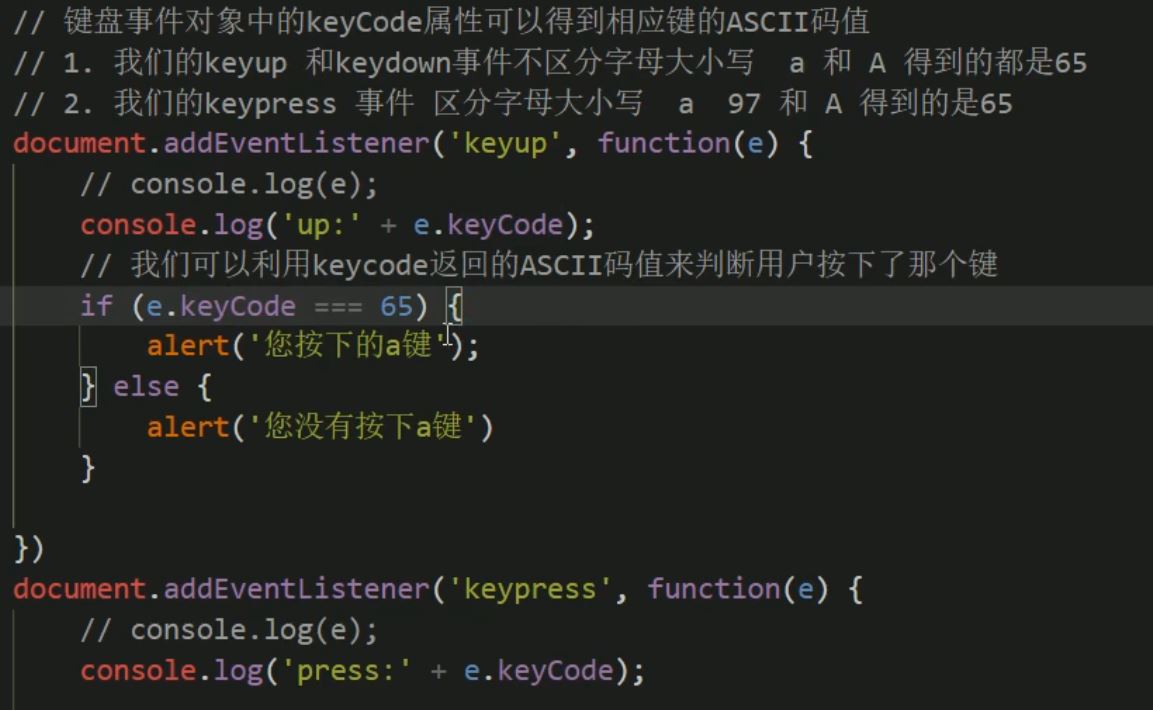 // 键盘事件对象中的keyCode属性可以得到相应键的ASCII码值
// 1. 我们的keyup 和keydown事件不区分字母大小写  a 和 A 得到的都是65
// 2. 我们的keypress 事件 区分字母大小写  a  97 和 A 得到的是65
document.addEventListener('keyup', function(e) {
    // console.log(e);
    console.log('up:' + e.keyCode);
    // 我们可以利用keycode返回的ASCII码值来判断用户按下了那个键
    if (e.keyCode === 65) {
        alert('您按下的a键');
    } else {
        alert('您没有按下a键')
    }
})
document.addEventListener('keypress', function(e) {
    // console.log(e);
    console.log('press:' + e.keyCode);